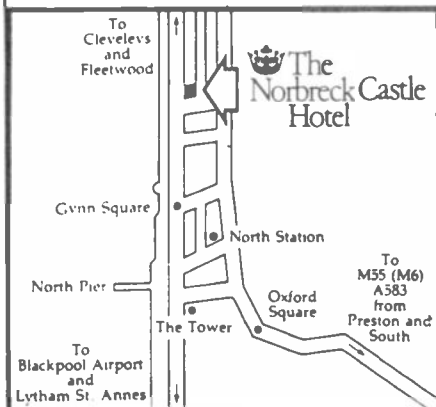 To
Clevelevs
and
Fleetwood
The
Norbreck Castle
Hotel
Gvnn Square
North Station
North Pier
Oxford
Square
To
M55 (M6)
A583
from
Preston and
South
The Tower
To
Blackpool Airport
and
Lytham St. Annes